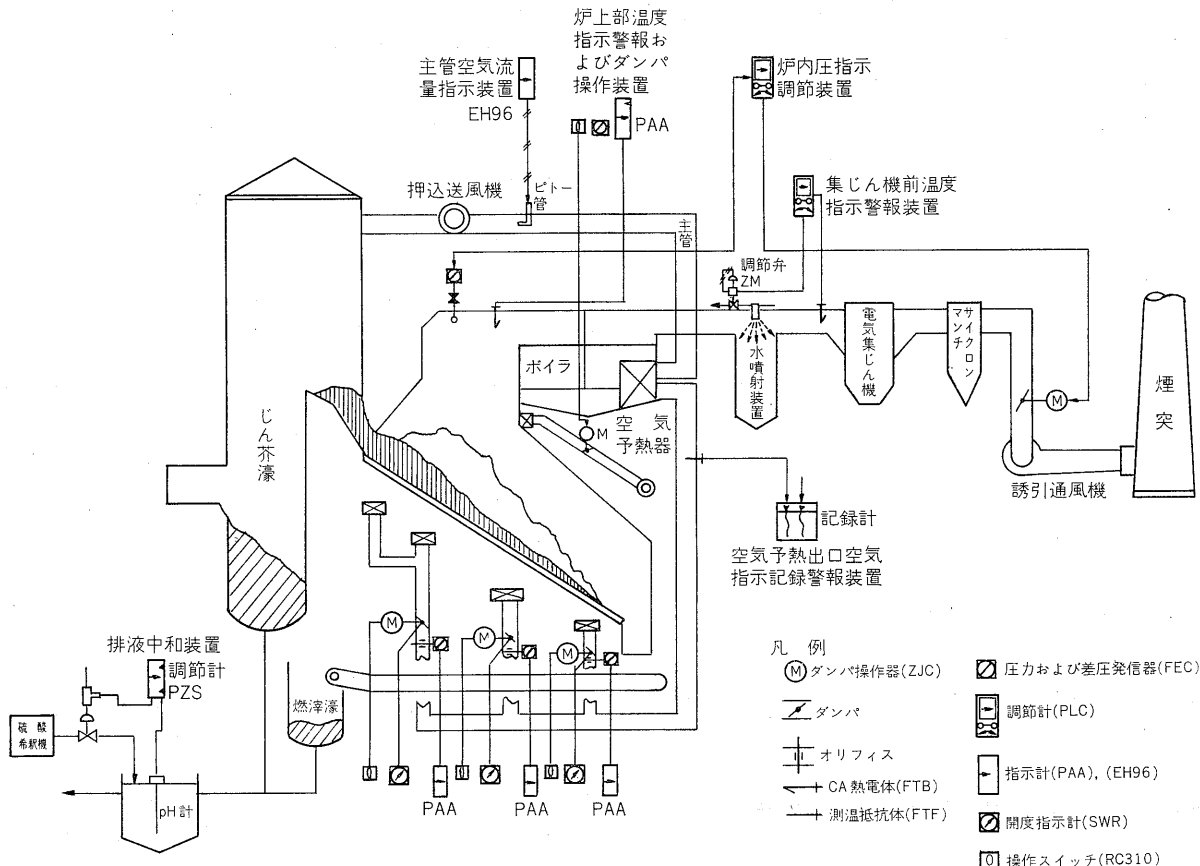 炉上部温度
指示警報お
よびダンパ
操作装置
PAA
主管空気流
量指示装置
EH96
炉内圧指示
調節装置
集じん機前温度
指示警報装置
押込送風機
ピトー
管
主管
調節弁
ZM
ボイラ
水噴射装置
電気集じん機
サイクロン
マンチ
煙突
じん芥濠
空気
予熱器
M
M
誘引通風機
記録計
空気予熱出口空気
指示記録警報装置
M
M
M
排液中和装置
調節計
PZS
硫酸
希釈機
燃滓濠
pH計
PAA
PAA
PAA
凡例
M ダンパ操作器(ZJC)
ダンパ
オリフィス
CA熱電体(FTB)
測温抵抗体(FTF)
圧力および差圧発信器(FEC)
調節計(PLC)
指示計(PAA),(EH96)
開度指示計(SWR)
操作スイッチ(RC310)